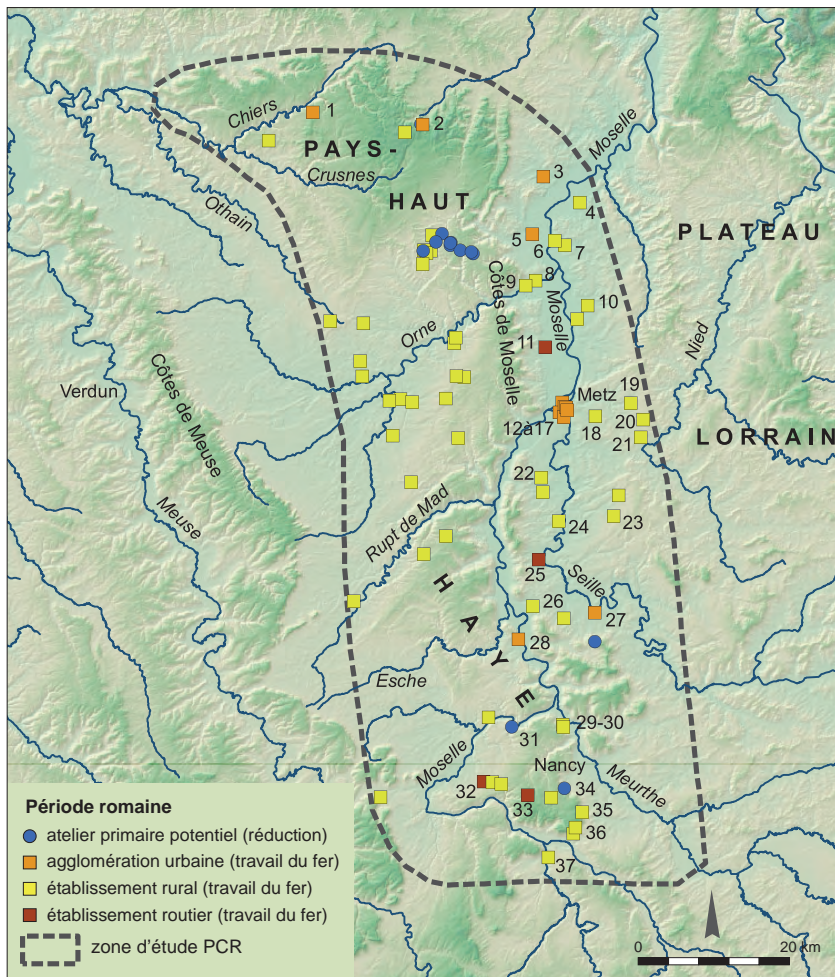 Chiers
1
2
PAYS-
Crusnes
HAUT
Othain
Moselle
3
4
5
6
7
PLATEAU
8
9
10
Côtes de Moselle
Moselle
Orne
11
Nied
Verdun
Côtes de Meuse
Metz
12à17
18
19
20
21
LORRAIN
Meuse
22
23
24
Rupt de Mad
25
Seille
HAYE
26
27
28
Esche
29-30
31
Moselle
Nancy
Meurthe
32
33
34
35
36
37
Période romaine
atelier primaire potentiel (réduction)
agglomération urbaine (travail du fer)
établissement rural (travail du fer)
établissement routier (travail du fer)
zone d'étude PCR
0 20 km